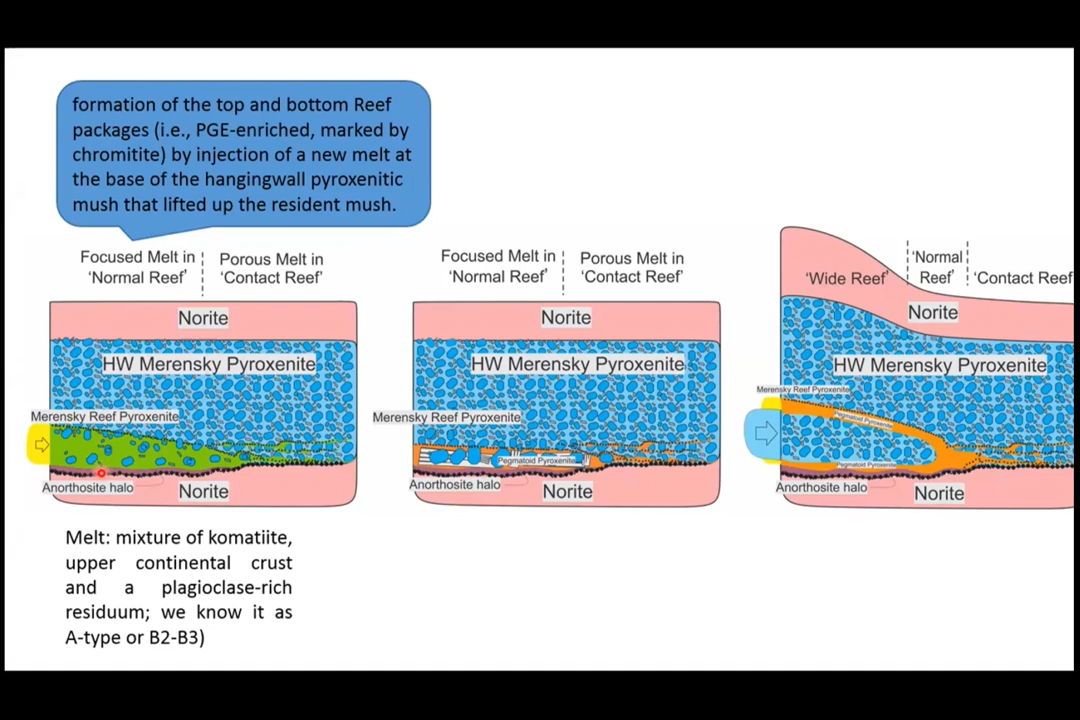 formation of the top and bottom Reef
packages (i.e., PGE-enriched, marked by
chromitite) by injection of a new melt at
the base of the hangingwall pyroxenitic
mush that lifted up the resident mush.
Focused Melt in
'Normal Reef'
Porous Melt in
'Contact Reef'
Norite
HW Merensky Pyroxenite
Merensky Reef Pyroxenite
Anorthosite halo
Norite
Focused Melt in
'Normal Reef'
Porous Melt in
'Contact Reef'
Norite
HW Merensky Pyroxenite
Merensky Reef Pyroxenite
Pegmatoid Pyroxenite
Anorthosite halo
Norite
'Wide Reef'
'Normal
Reef'
'Contact Reef
Norite
HW Merensky Pyroxenite
Merensky Reef Pyroxenite
Pegmatoid Pyroxenite
Pegmatoid Pyroxenite
Anorthosite halo
Norite
Melt: mixture of komatiite,
upper continental crust
and a plagioclase-rich
residuum; we know it as
A-type or B2-B3)